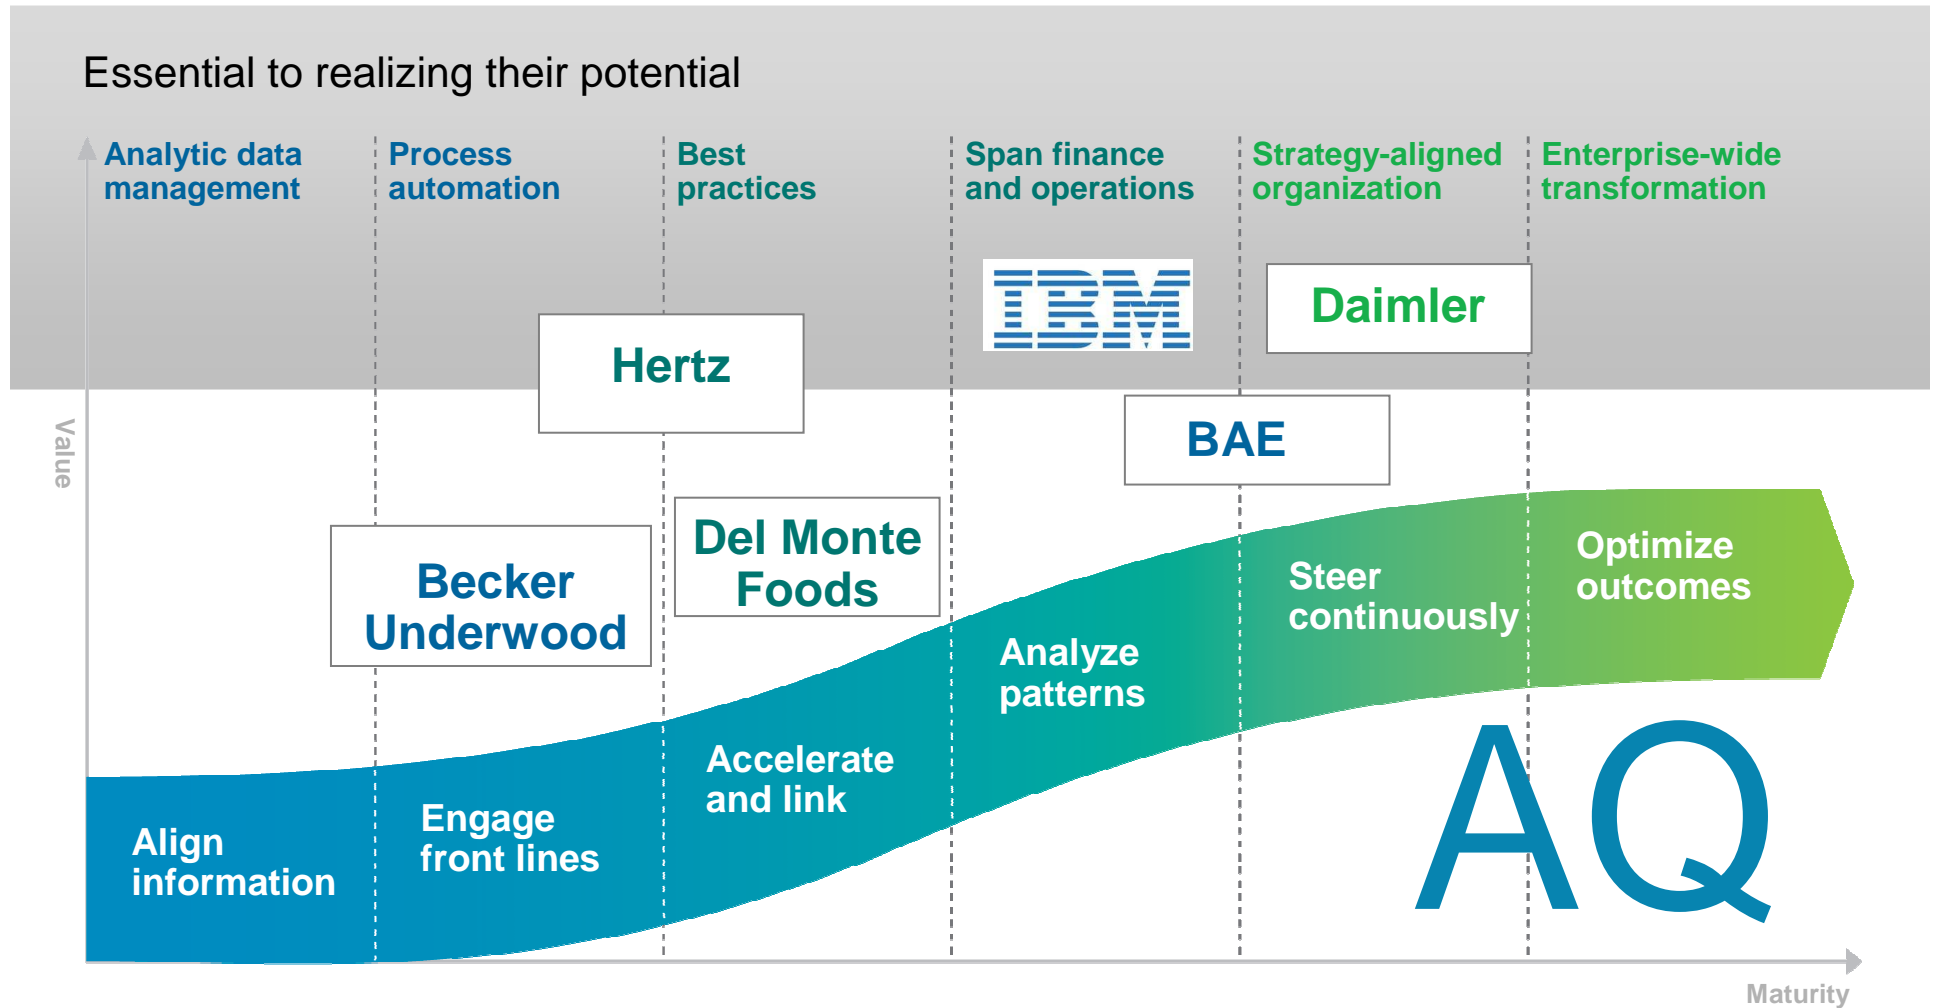 Essential to realizing their potential
Analytic data
management
Process
automation
Best
practices
Span finance
and operations
Strategy-aligned
organization
Enterprise-wide
transformation
IBM
Daimler
Hertz
BAE
Value
Del Monte
Foods
Becker
Underwood
Optimize
outcomes
Steer
continuously
Analyze
patterns
Accelerate
and link
Engage
front lines
Align
information
AQ
Maturity